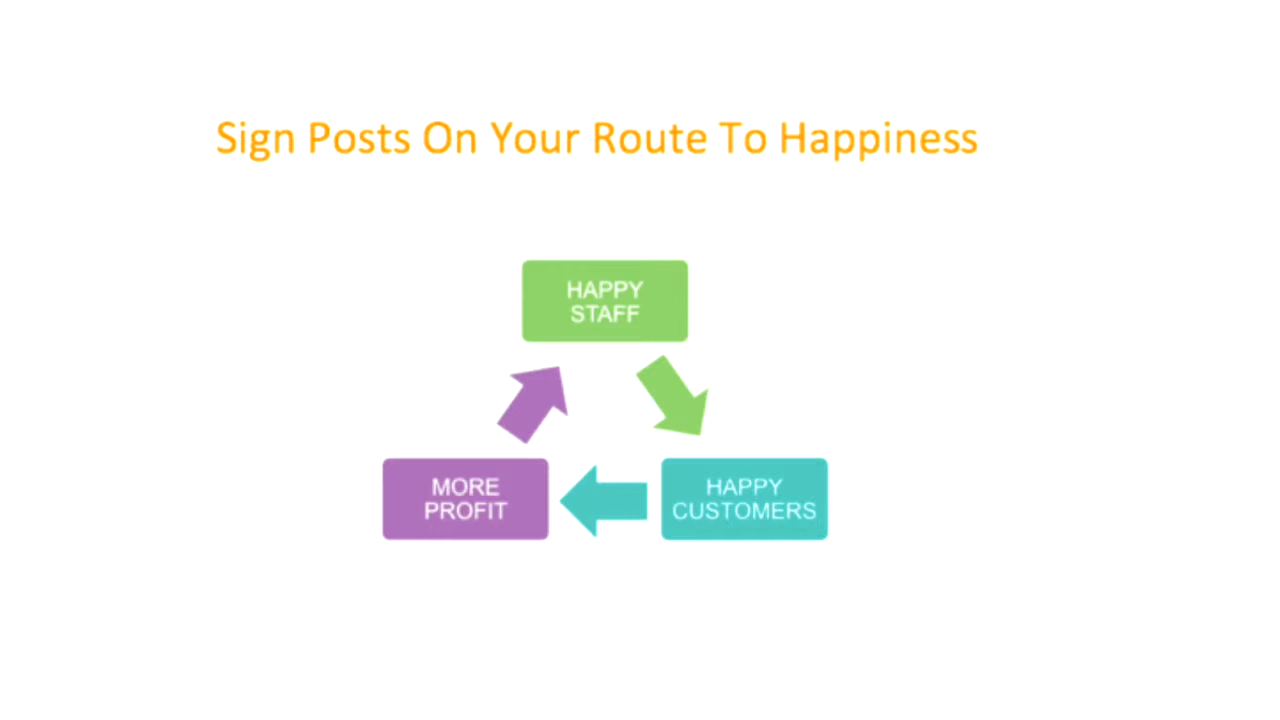 Sign Posts On Your Route To Happiness
HAPPY
STAFF
MORE
PROFIT
HAPPY
CUSTOMERS